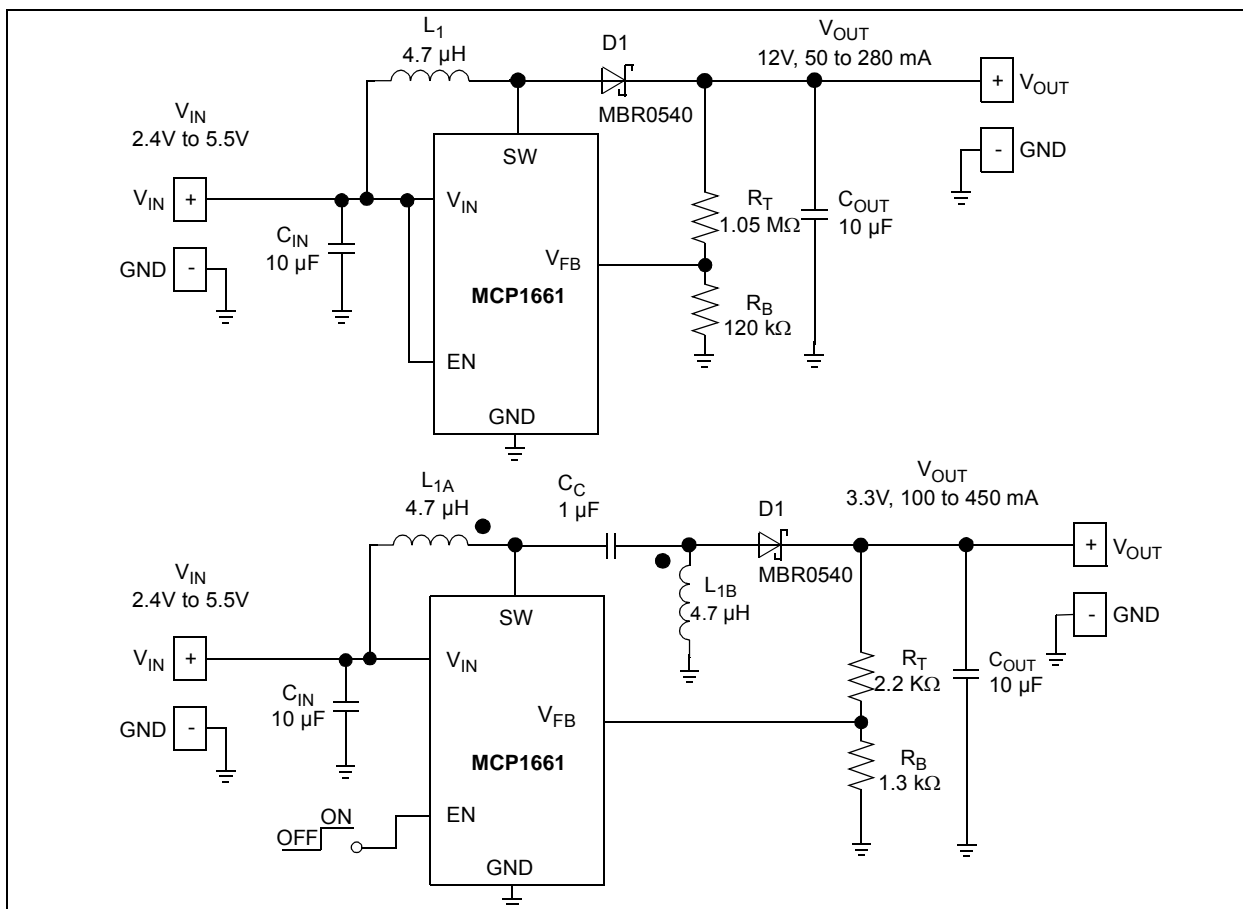 L1
4.7 µH
D1
MBR0540
VOUT
12V, 50 to 280 mA
+
VOUT
-
GND
VIN
2.4V to 5.5V
VIN
+
GND
-
CIN
10 µF
SW
VIN
VFB
MCP1661
EN
GND
RT
1.05 MΩ
RB
120 kΩ
COUT
10 µF
L1A
4.7 µH
CC
1 µF
L1B
4.7 µH
D1
MBR0540
VOUT
3.3V, 100 to 450 mA
+
VOUT
-
GND
VIN
2.4V to 5.5V
VIN
+
GND
-
CIN
10 µF
SW
VIN
VFB
MCP1661
EN
GND
OFF
ON
RT
2.2 KΩ
RB
1.3 kΩ
COUT
10 µF